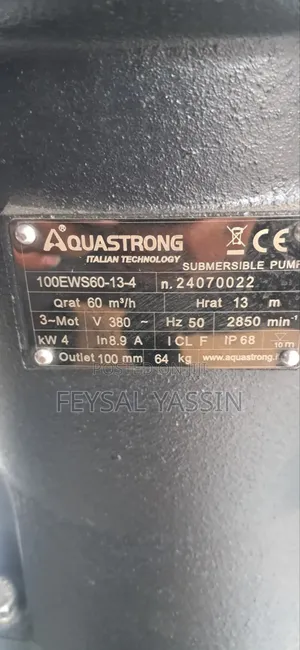 AQUASTRONG®
ITALIAN TECHNOLOGY
CE
SUBMERSIBLE PUMP
100EWS60-13-4 n.24070022
Qrat 60 m³/h Hrat 13 m
3~Mot V 380 ~ Hz 50 2850 min⁻¹
kW 4 In8.9 A ICL F IP 68 10m
Outlet 100 mm 64 kg www.aquastrong.
FEYSAL YASSIN